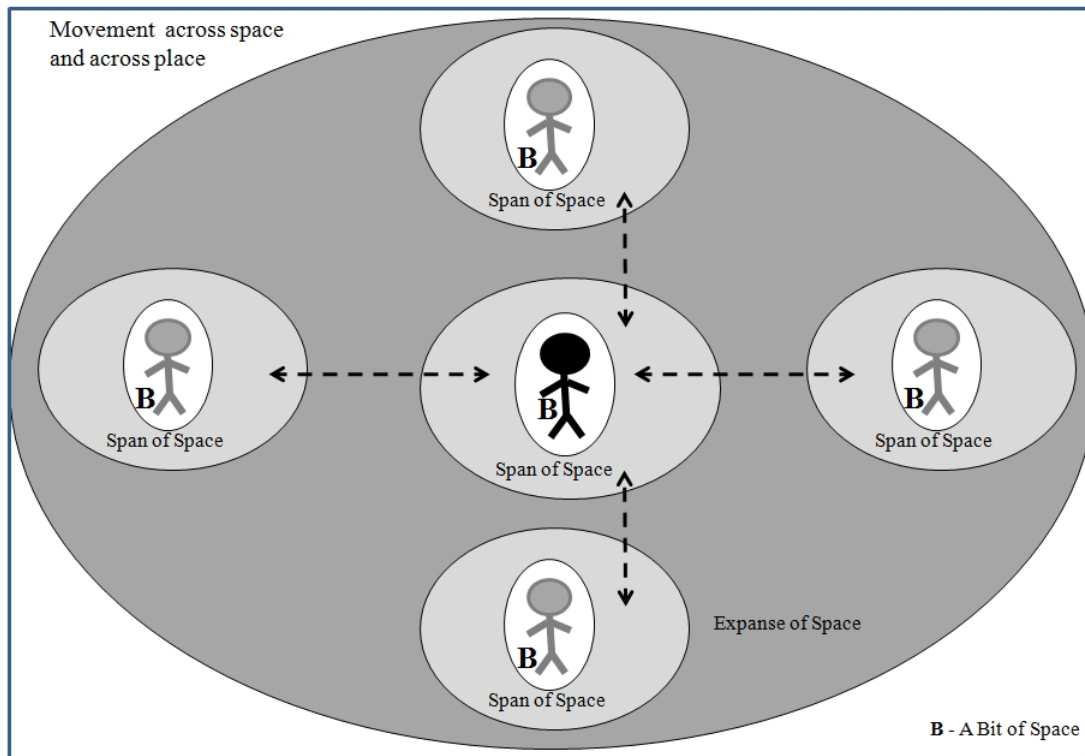 Movement across space
and across place
B
Span of Space
B
Span of Space
B
Span of Space
B
Span of Space
B
Span of Space
Expanse of Space
B - A Bit of Space